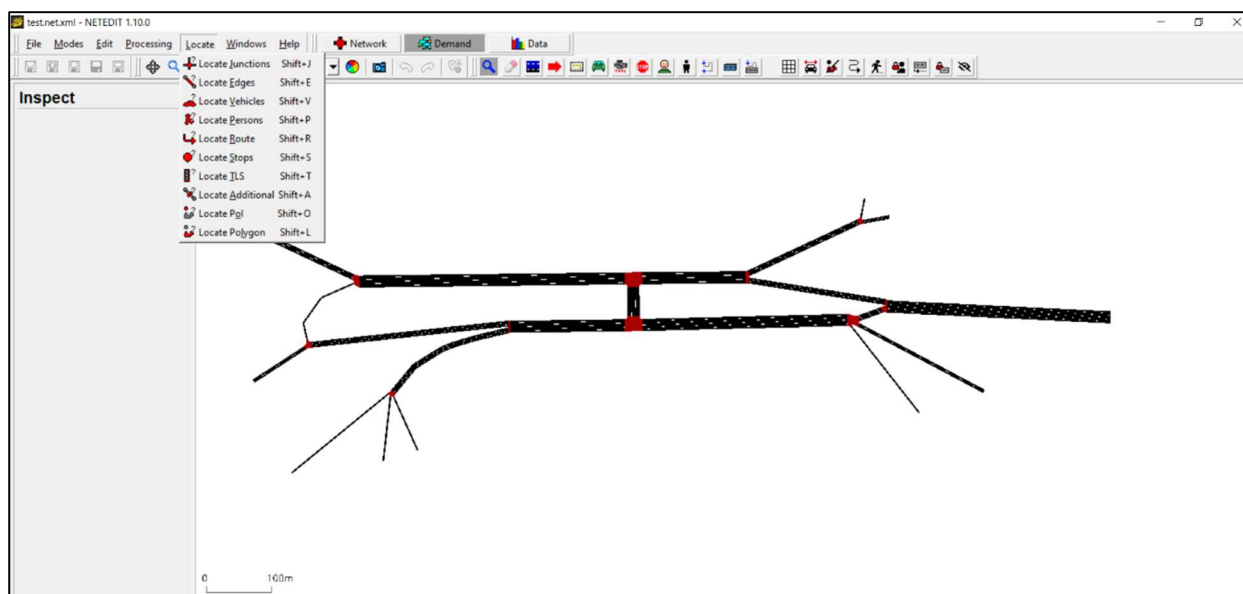 test.net.xml - NETEDIT 1.10.0
File Modes Edit Processing Locate Windows Help Network Demand Data
Locate Junctions Shift+J
Inspect
Locate Edges Shift+E
Locate Vehicles Shift+V
Locate Persons Shift+P
Locate Route Shift+R
Locate Stops Shift+S
Locate TLS Shift+T
Locate Additional Shift+A
Locate PoI Shift+O
Locate Polygon Shift+L
0 100m